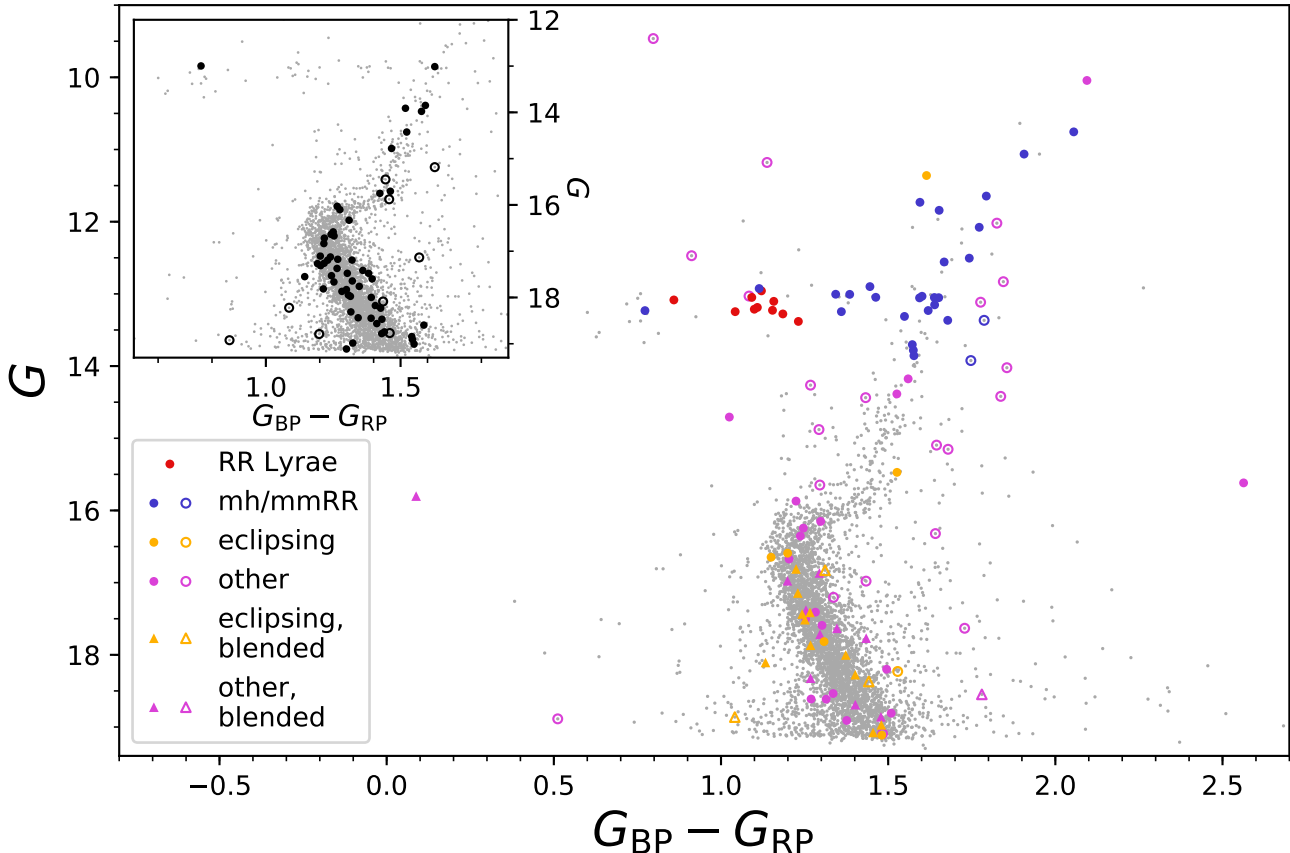 12
14
16
18
G
1.0
1.5
G_BP − G_RP
10
12
14
16
18
G
RR Lyrae
mh/mmRR
eclipsing
other
eclipsing,
blended
other,
blended
−0.5
0.0
0.5
1.0
1.5
2.0
2.5
G_BP − G_RP